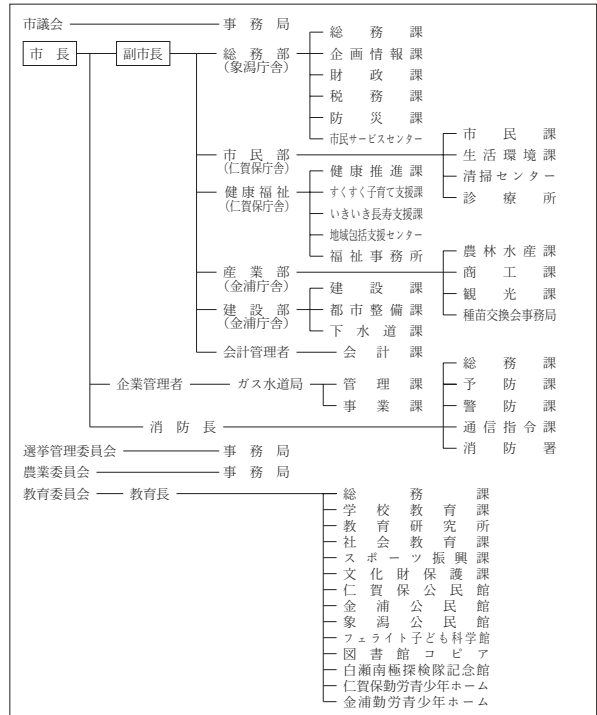 市議会 事務局
市長 副市長 総務部
(象潟庁舎)
総務課
企画情報課
財政課
税務課
防災課
市民サービスセンター
市民部
(仁賀保庁舎)
市民課
生活環境課
清掃センター
診療所
健康福祉
(仁賀保庁舎)
健康推進課
すくすく子育て支援課
いきいき長寿支援課
地域包括支援センター
福祉事務所
産業部
(金浦庁舎)
農林水産課
商工課
観光課
種苗交換会事務局
建設部
(金浦庁舎)
建設課
都市整備課
下水道課
会計管理者 会計課
企業管理者 ガス水道局 管理課
事業課
消防長
総務課
予防課
警防課
通信指令課
消防署
選挙管理委員会 事務局
農業委員会 事務局
教育委員会 教育長 総務課
学校教育課
教育研究所
社会教育課
スポーツ振興課
文化財保護課
仁賀保公民館
金浦公民館
象潟公民館
フェライト子ども科学館
図書館コピア
白瀬南極探検隊記念館
仁賀保勤労青少年ホーム
金浦勤労青少年ホーム